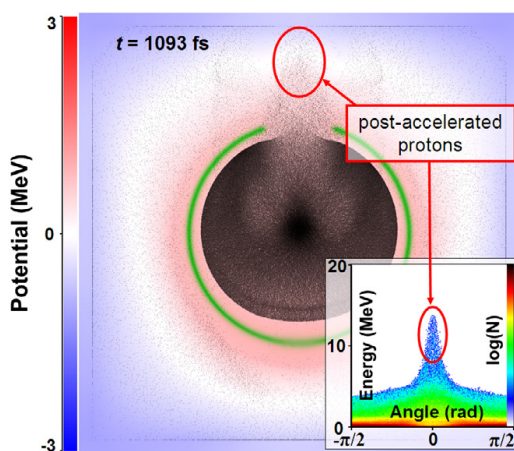 3
t = 1093 fs
post-accelerated
protons
Potential (MeV)
0
-3
20
10
0
Energy (MeV)
log(N)
Angle (rad)
-π/2
0
π/2